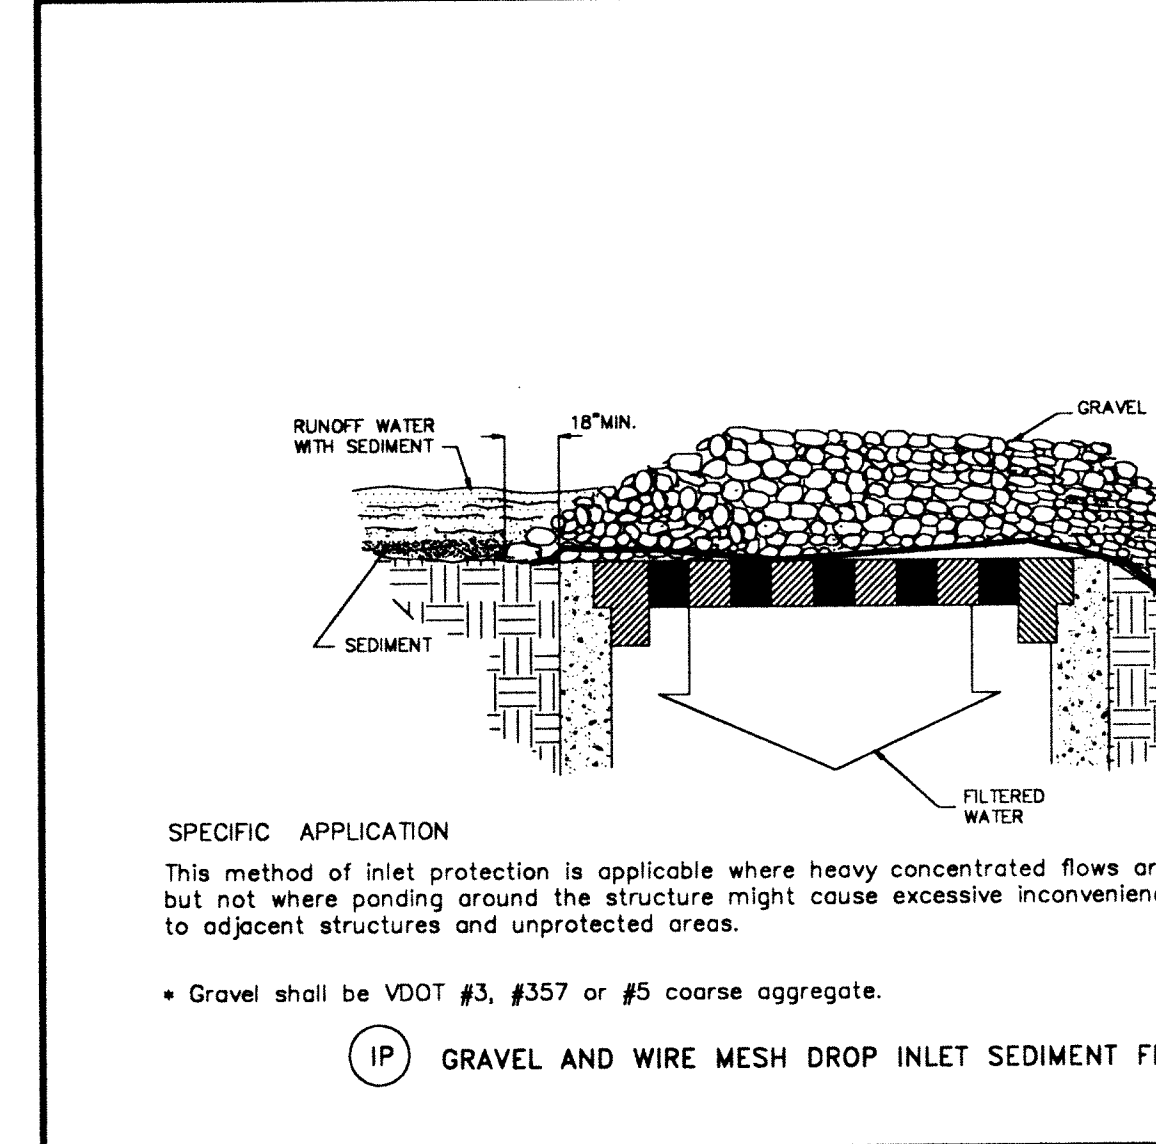 GRAVEL
RUNOFF WATER
WITH SEDIMENT
18"MIN.
SEDIMENT
FILTERED
WATER
SPECIFIC APPLICATION
This method of inlet protection is applicable where heavy concentrated flows
but not where ponding around the structure might cause excessive
to adjacent structures and unprotected areas.
* Gravel shall be VDOT #3, #357 or #5 coarse aggregate.
IP
GRAVEL AND WIRE MESH DROP INLET SEDIMENT